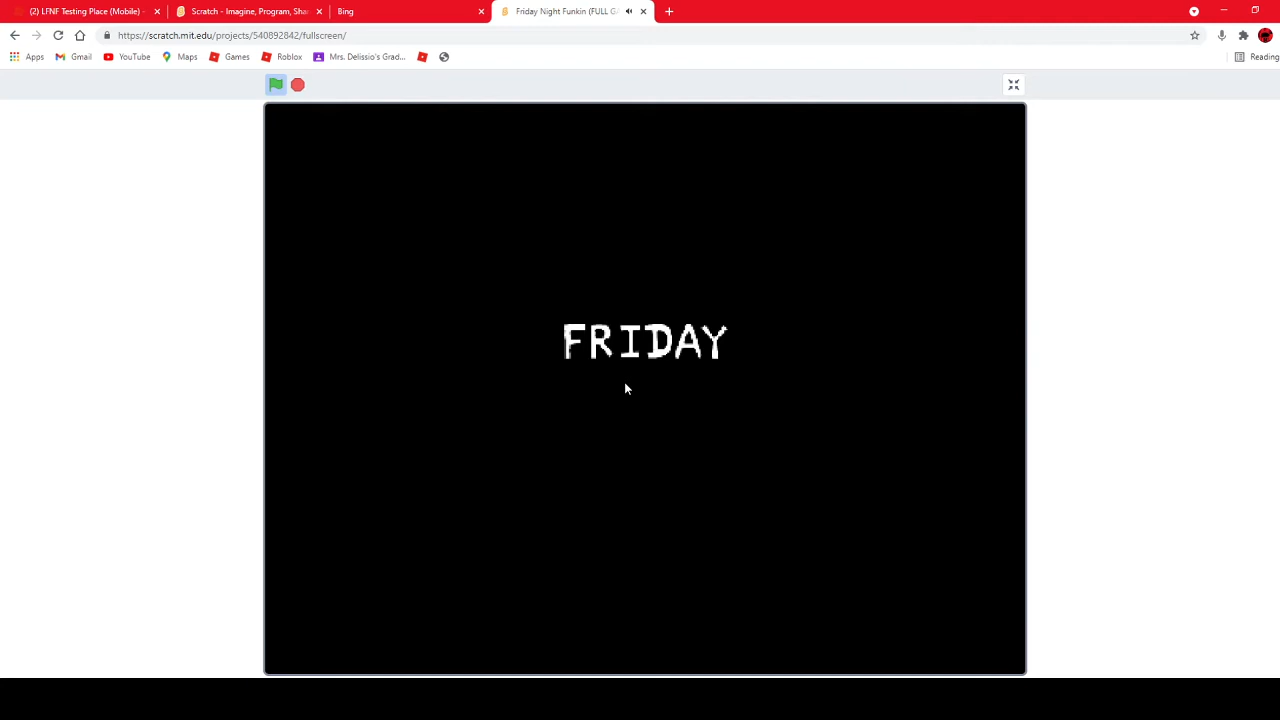 (2) LFNF Testing Place (Mobile) -
Scratch - Imagine, Program, Sha
Bing
Friday Night Funkin (FULL GA
https://scratch.mit.edu/projects/540892842/fullscreen/
Apps Gmail YouTube Maps Games Roblox Mrs. Delissio's Grad... Reading
FRIDAY